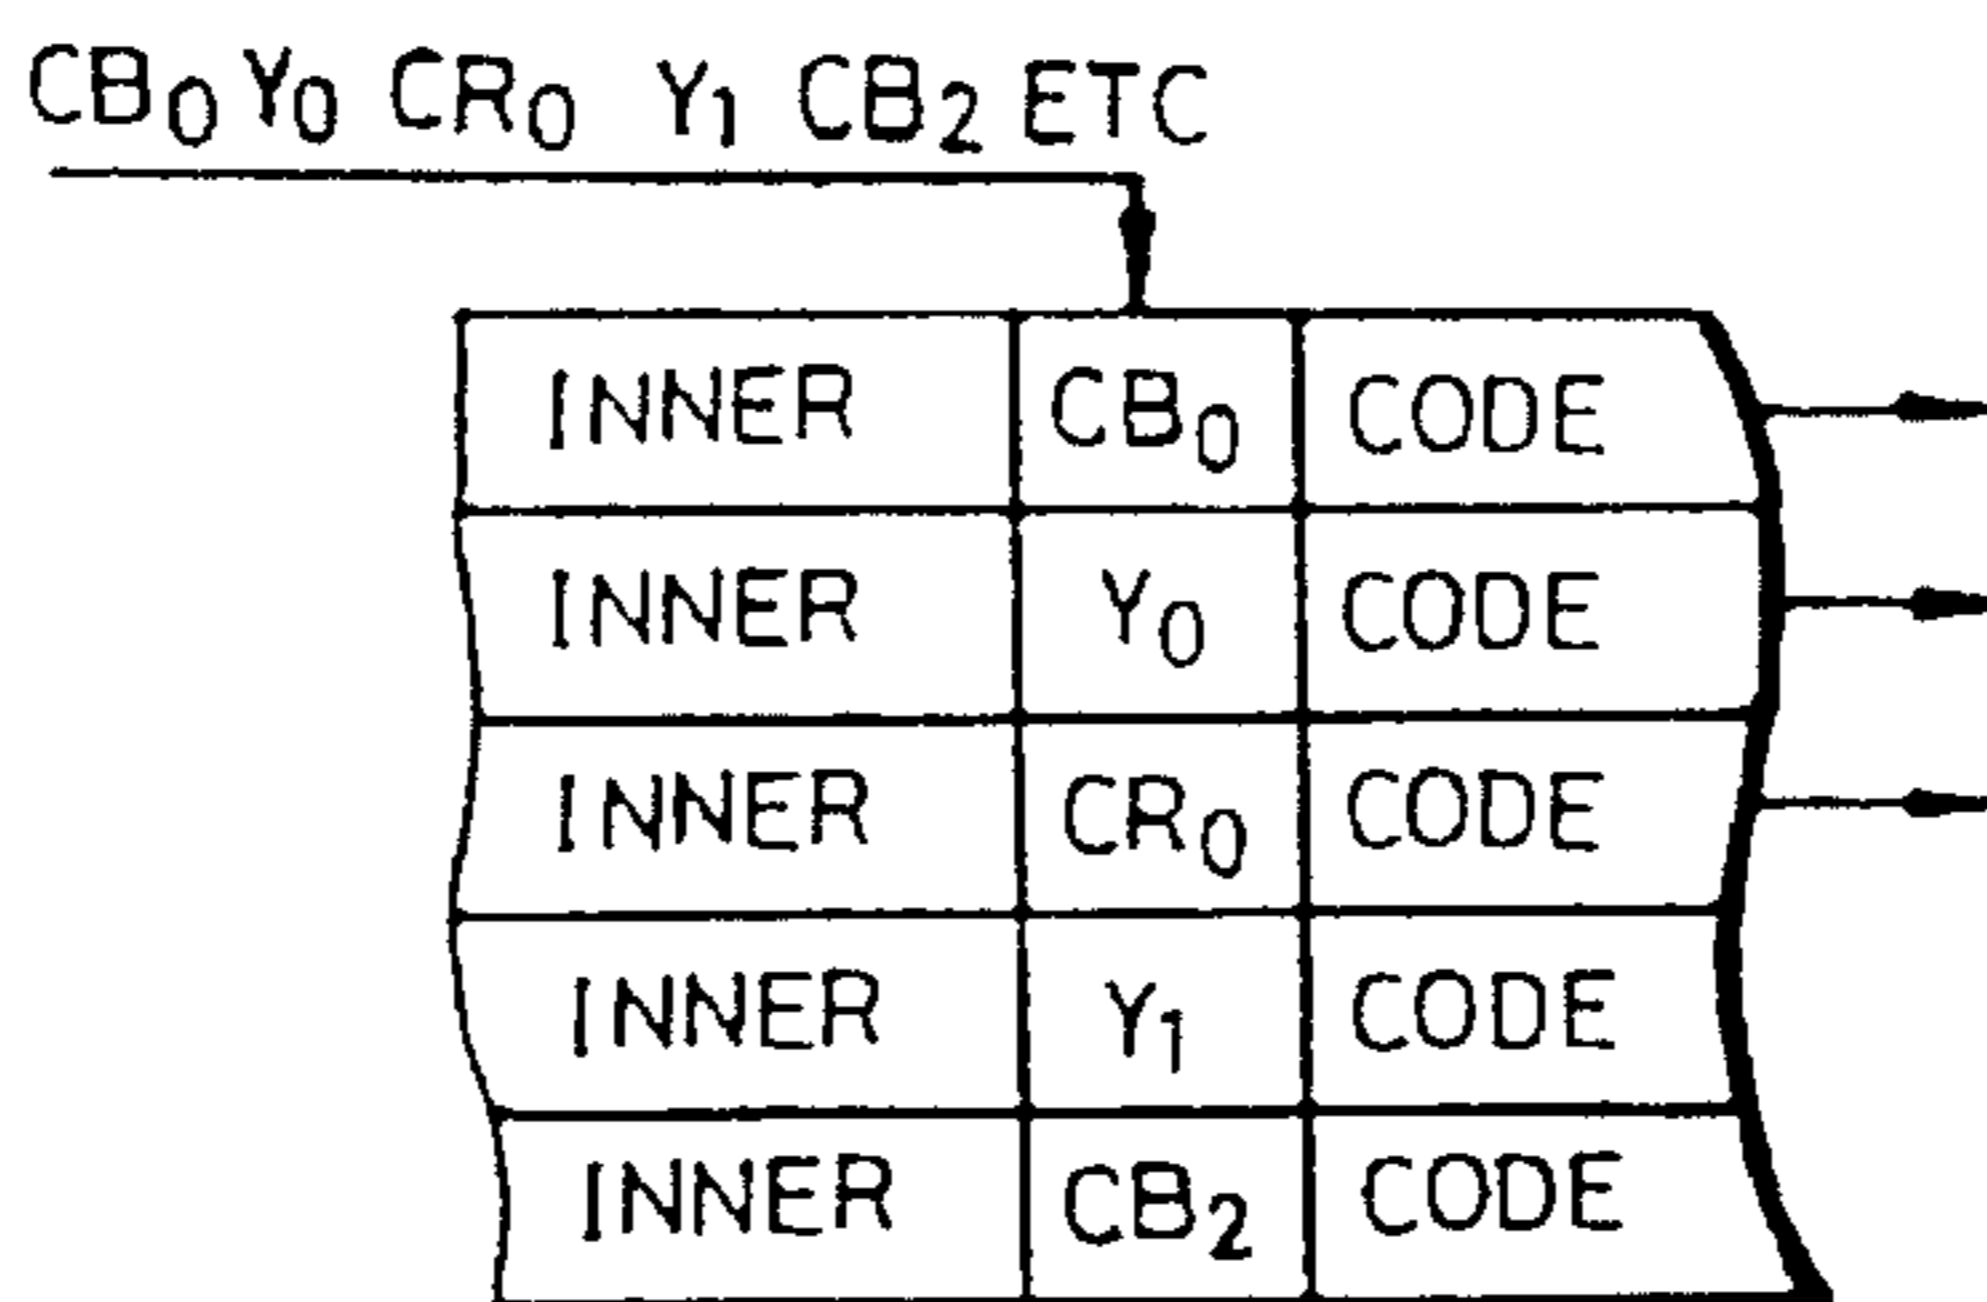 CB₀ Y₀ CR₀ Y₁ CB₂ ETC
INNER CB₀ CODE
INNER Y₀ CODE
INNER CR₀ CODE
INNER Y₁ CODE
INNER CB₂ CODE